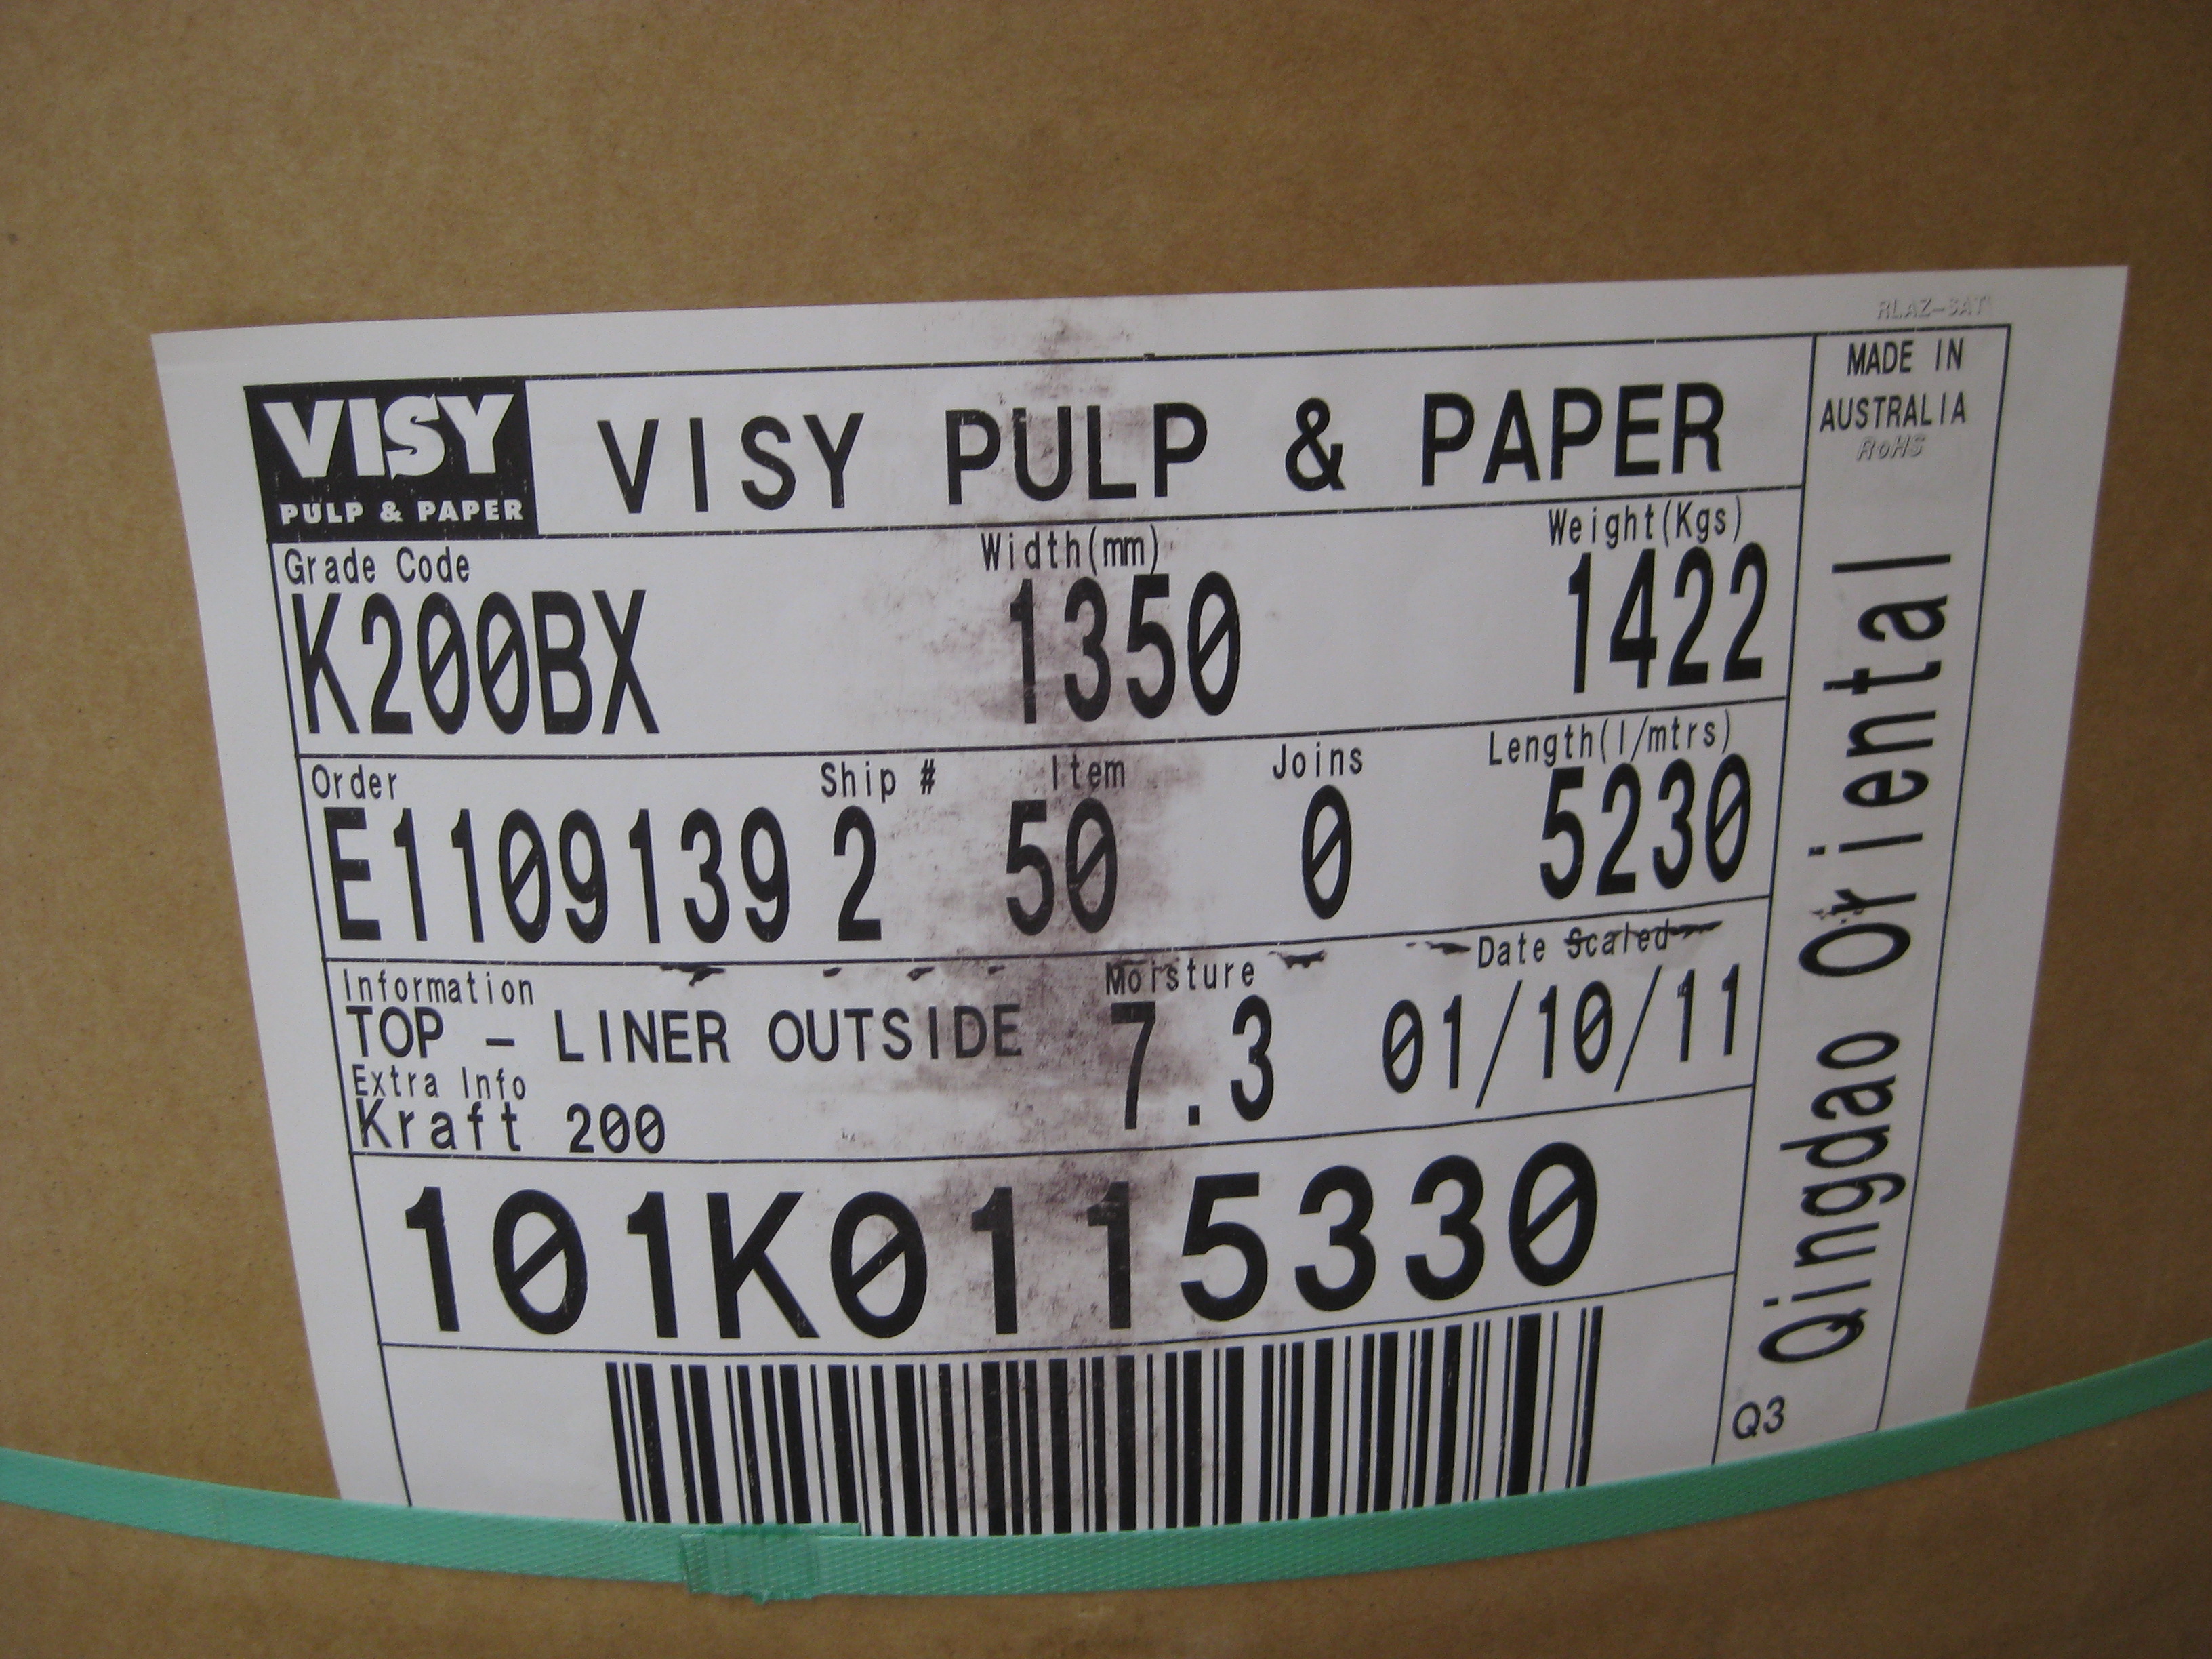 RLAZ-SAT
VISY
PULP & PAPER
VISY PULP & PAPER
MADE IN
AUSTRALIA
RoHS
Grade Code
K200BX
Width(mm)
1350
Weight(Kgs)
1422
Order
E1109139
Ship #
2
Item
50
Joins
0
Length(l/mtrs)
5230
Information
TOP - LINER OUTSIDE
Extra Info
Kraft 200
Moisture
7.3
Date Scaled
01/10/11
101K0115330
Qingdao Oriental
Q3